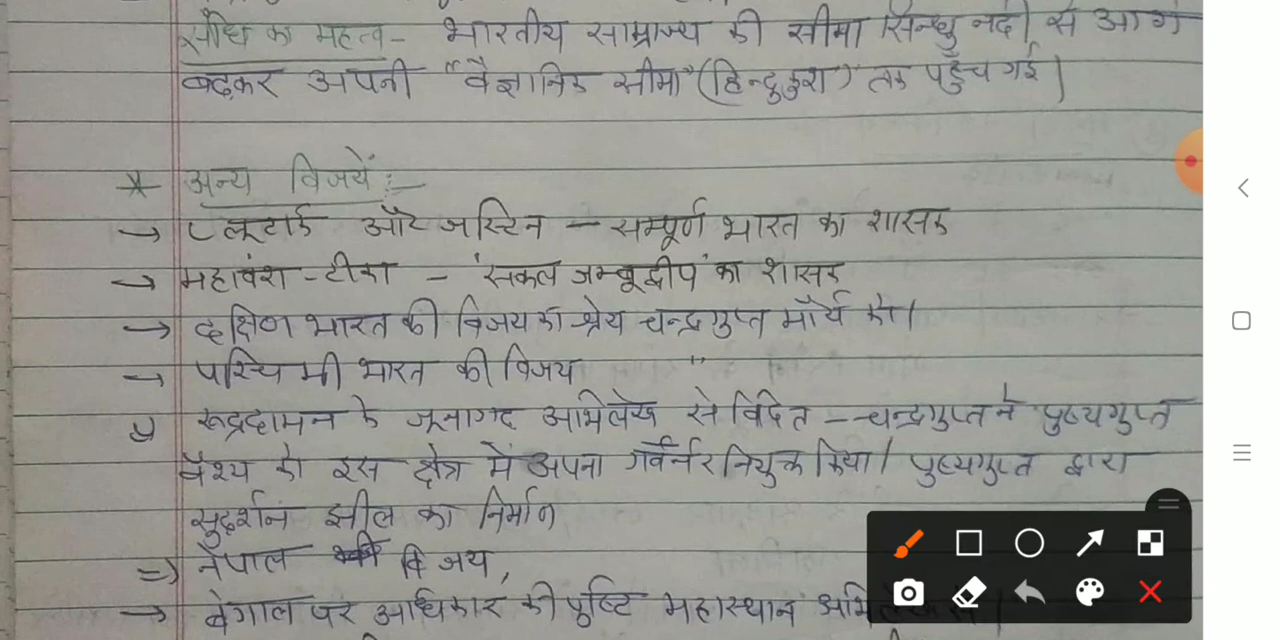 संधि का महत्व - भारतीय साम्राज्य की सीमा सिन्धु नदी से आगे
बढ़कर अपनी "वैज्ञानिक सीमा" (हिन्दुकुश) तक पहुँच गई।
* अन्य विजयें :-
→ प्लूटार्क और जस्टिन - सम्पूर्ण भारत का शासक
→ महावंश - टीका - 'सकल जम्बूद्वीप' का शासक
→ दक्षिण भारत की विजय का श्रेय चन्द्रगुप्त मौर्य को।
→ पश्चिमी भारत की विजय "
रूद्रदामन के जूनागढ अभिलेख से विदित - चन्द्रगुप्त ने पुष्यगुप्त
वैश्य को इस क्षेत्र में अपना गर्वनर नियुक्त किया। पुष्यगुप्त द्वारा
सुदर्शन झील का निर्माण
⇒ नेपाल विजय,
→ बंगाल पर अधिकार की पुष्टि महास्थान